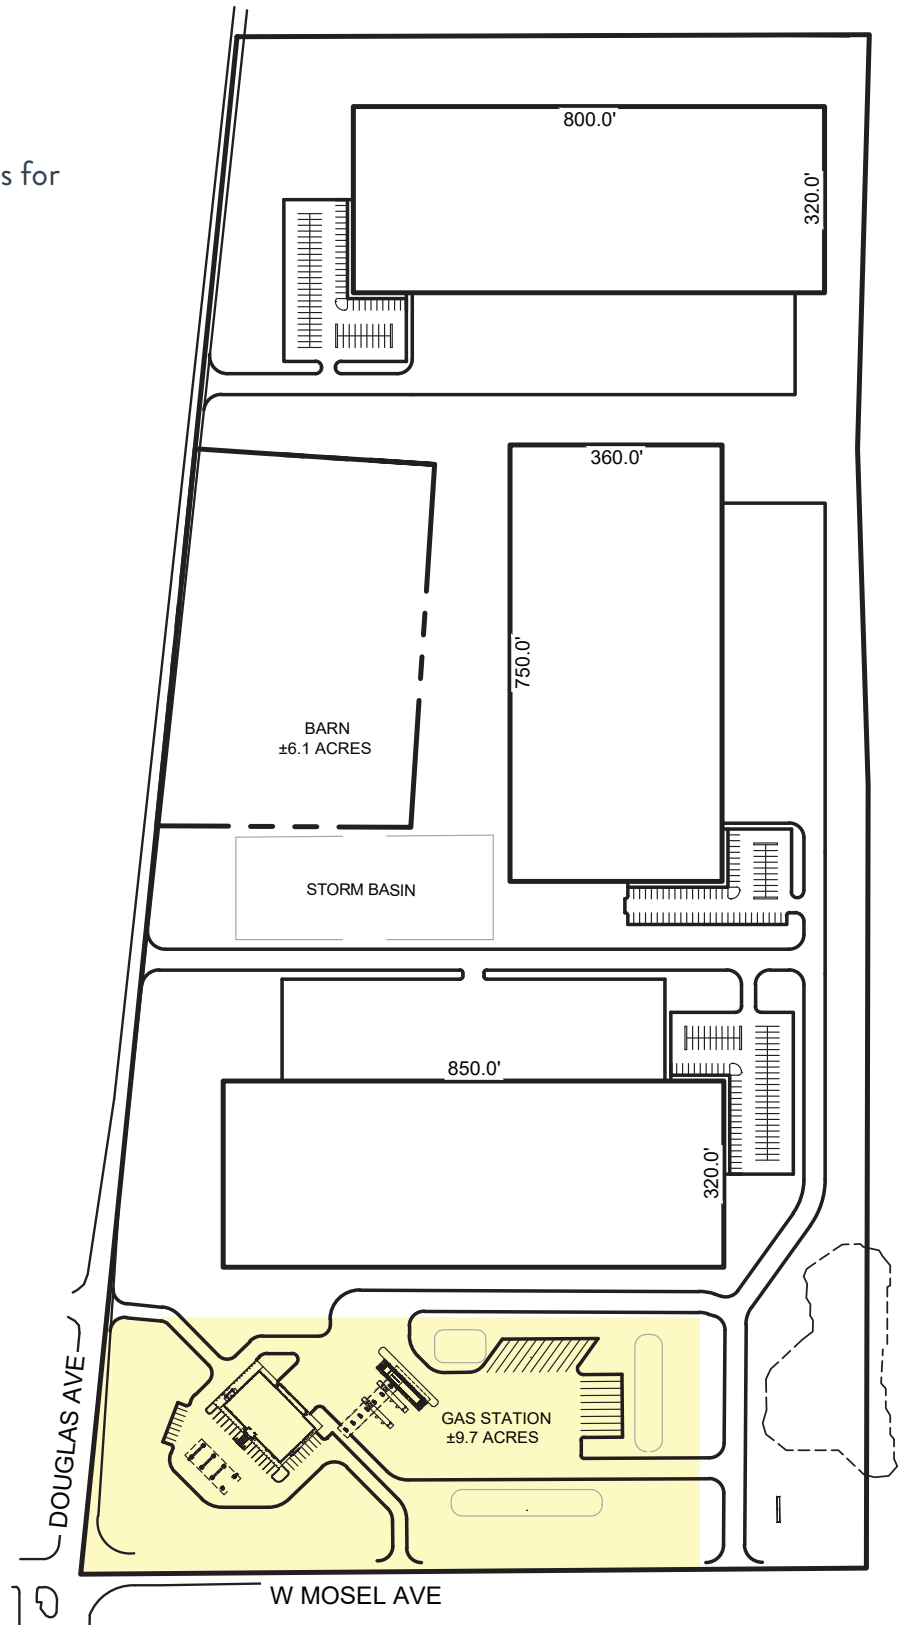 s for
800.0'
320.0'
360.0'
750.0'
BARN
±6.1 ACRES
STORM BASIN
850.0'
320.0'
GAS STATION
±9.7 ACRES
DOUGLAS AVE
W MOSEL AVE